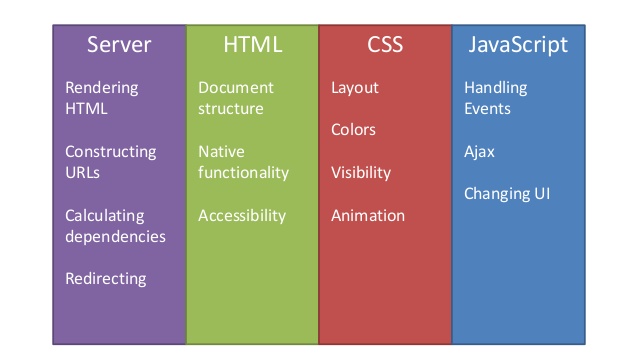 Server
Rendering
HTML
Constructing
URLs
Calculating
dependencies
Redirecting
HTML
Document
structure
Native
functionality
Accessibility
CSS
Layout
Colors
Visibility
Animation
JavaScript
Handling
Events
Ajax
Changing UI